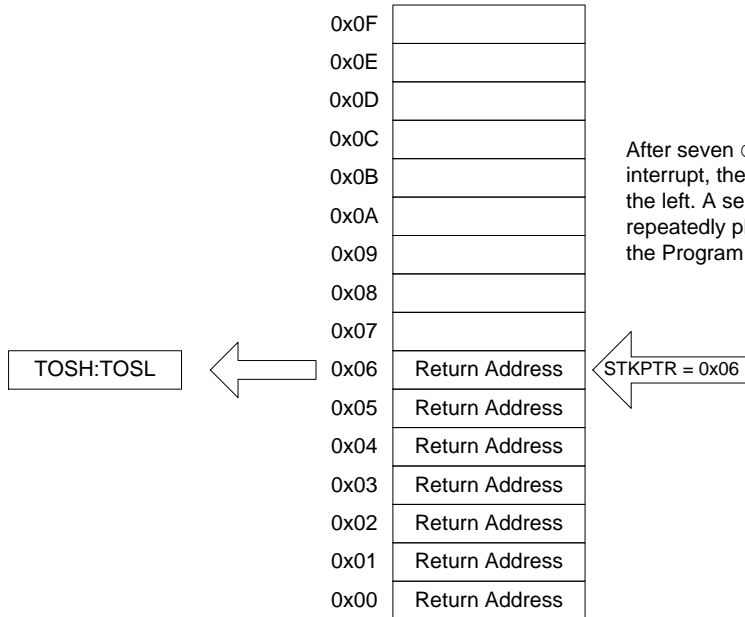 0x0F
0x0E
0x0D
0x0C
0x0B
0x0A
0x09
0x08
0x07
After seven
interrupt, the
the left. A se
repeatedly pl
the Program
TOSH:TOSL
0x06 Return Address
STKPTR = 0x06
0x05 Return Address
0x04 Return Address
0x03 Return Address
0x02 Return Address
0x01 Return Address
0x00 Return Address